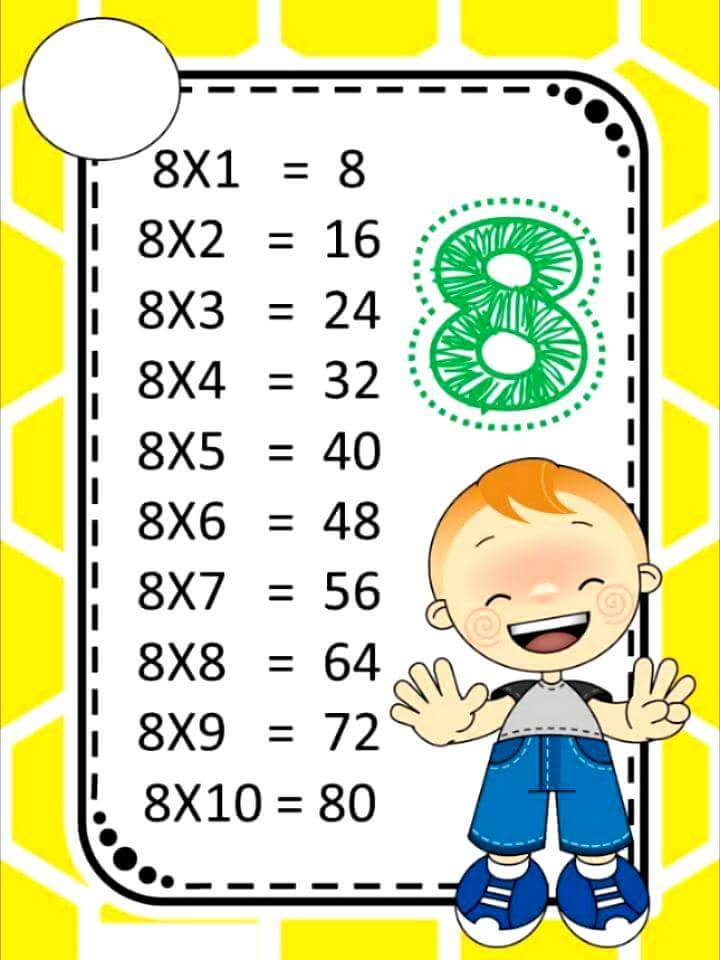 8X1 = 8
8X2 = 16
8X3 = 24
8X4 = 32
8X5 = 40
8X6 = 48
8X7 = 56
8X8 = 64
8X9 = 72
8X10 = 80
8